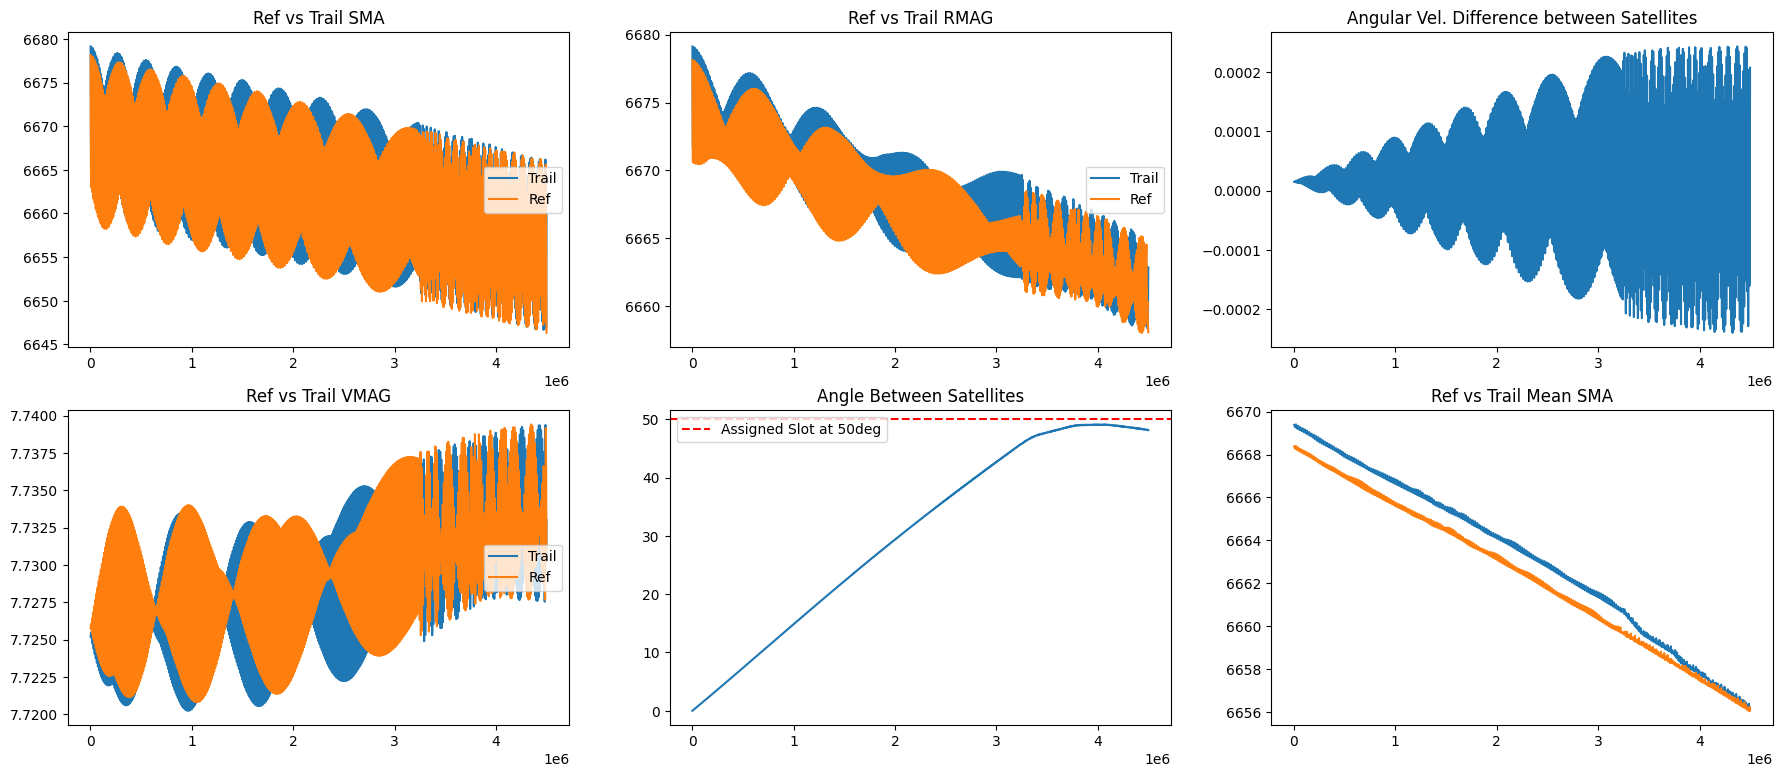 Ref vs Trail SMA
6680
6675
6670
6665
6660
6655
6650
6645
Trail
Ref
0 1 2 3 4
1e6
Ref vs Trail RMAG
6680
6675
6670
6665
6660
Trail
Ref
0 1 2 3 4
1e6
Angular Vel. Difference between Satellites
0.0002
0.0001
0.0000
−0.0001
−0.0002
0 1 2 3 4
1e6
Ref vs Trail VMAG
7.7400
7.7375
7.7350
7.7325
7.7300
7.7275
7.7250
7.7225
7.7200
Trail
Ref
0 1 2 3 4
1e6
Angle Between Satellites
50
40
30
20
10
0
Assigned Slot at 50deg
0 1 2 3 4
1e6
Ref vs Trail Mean SMA
6670
6668
6666
6664
6662
6660
6658
6656
0 1 2 3 4
1e6